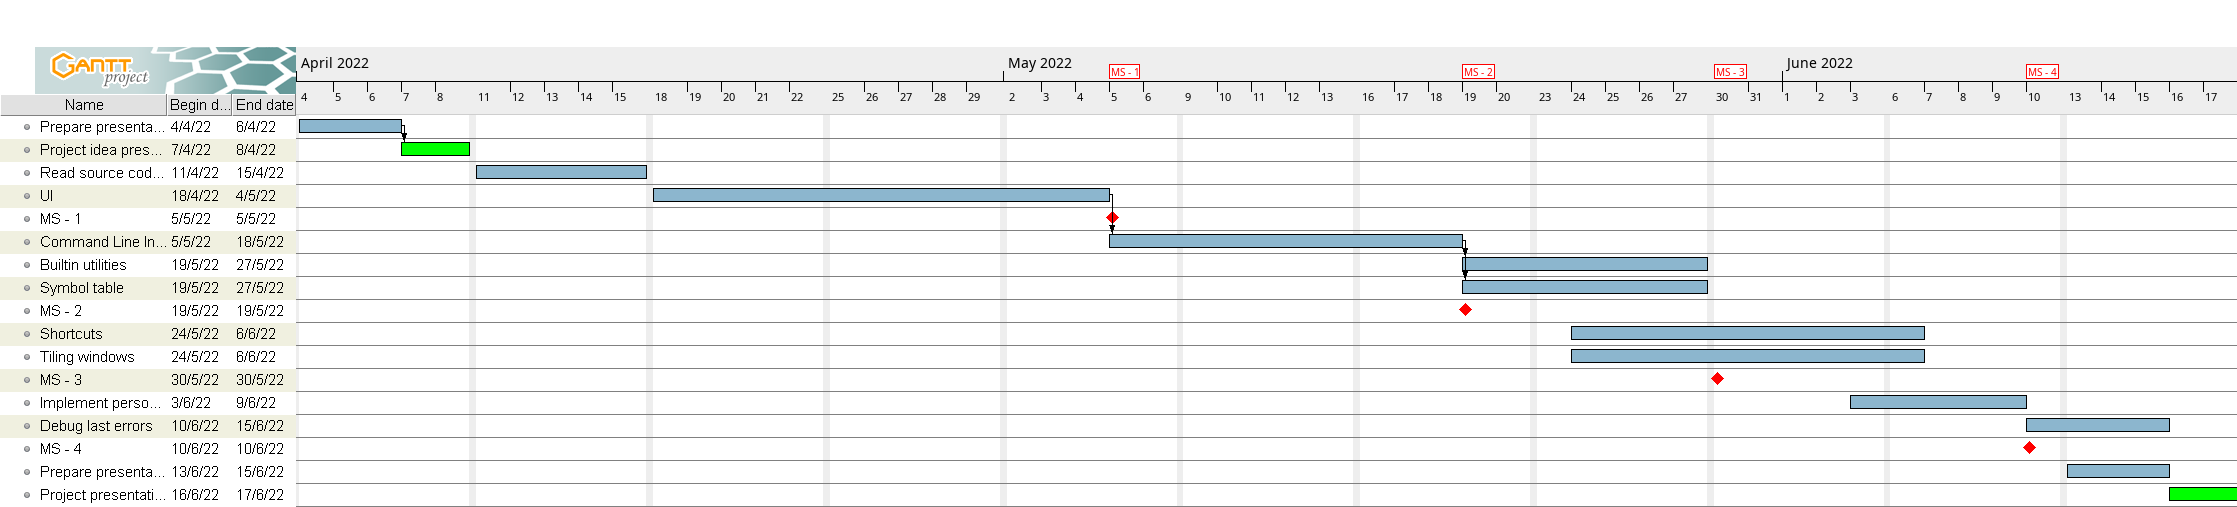 GANTT
project
April 2022 May 2022 June 2022
MS - 1 MS - 2 MS - 3 MS - 4
Name Begin d... End date
4 5 6 7 8 11 12 13 14 15 18 19 20 21 22 25 26 27 28 29 2 3 4 5 6 9 10 11 12 13 16 17 18 19 20 23 24 25 26 27 30 31 1 2 3 6 7 8 9 10 13 14 15 16 17
Prepare presenta... 4/4/22 6/4/22
Project idea pres... 7/4/22 8/4/22
Read source cod... 11/4/22 15/4/22
UI 18/4/22 4/5/22
MS - 1 5/5/22 5/5/22
Command Line In... 5/5/22 18/5/22
Builtin utilities 19/5/22 27/5/22
Symbol table 19/5/22 27/5/22
MS - 2 19/5/22 19/5/22
Shortcuts 24/5/22 6/6/22
Tiling windows 24/5/22 6/6/22
MS - 3 30/5/22 30/5/22
Implement perso... 3/6/22 9/6/22
Debug last errors 10/6/22 15/6/22
MS - 4 10/6/22 10/6/22
Prepare presenta... 13/6/22 15/6/22
Project presentati... 16/6/22 17/6/22